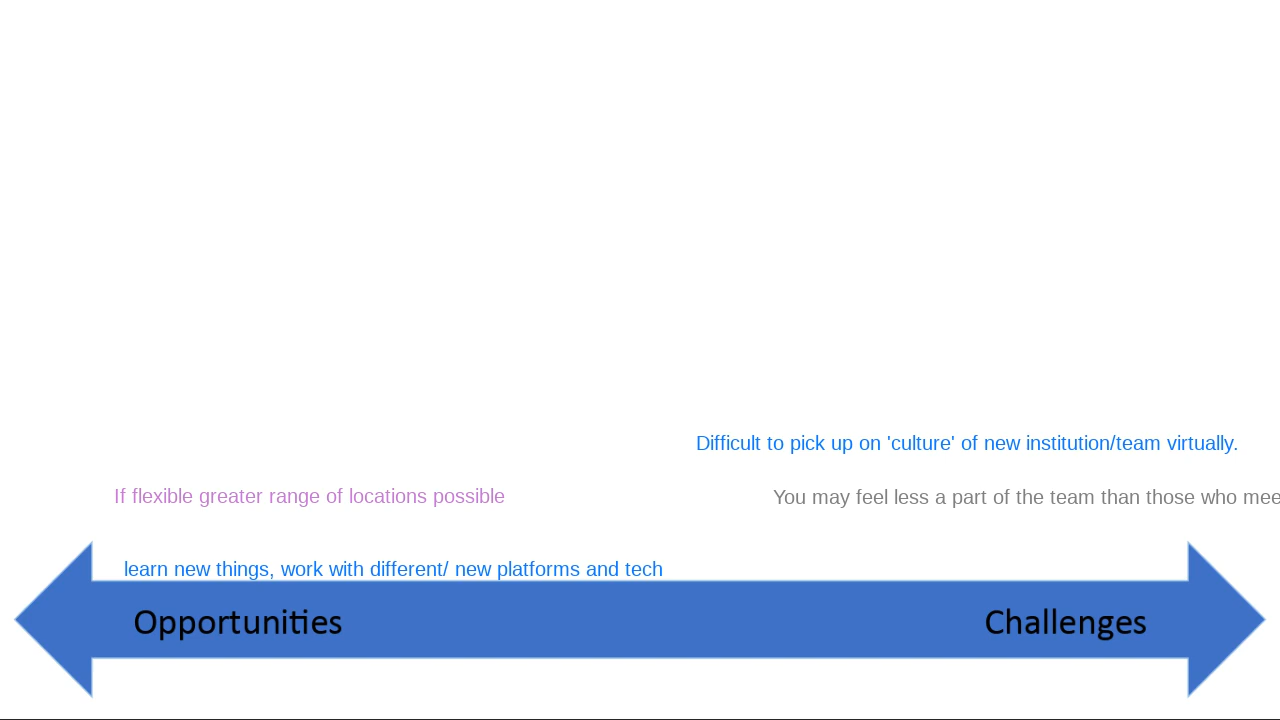 Difficult to pick up on 'culture' of new institution/team virtually.
If flexible greater range of locations possible
You may feel less a part of the team than those who mee
learn new things, work with different/ new platforms and tech
Opportunities
Challenges